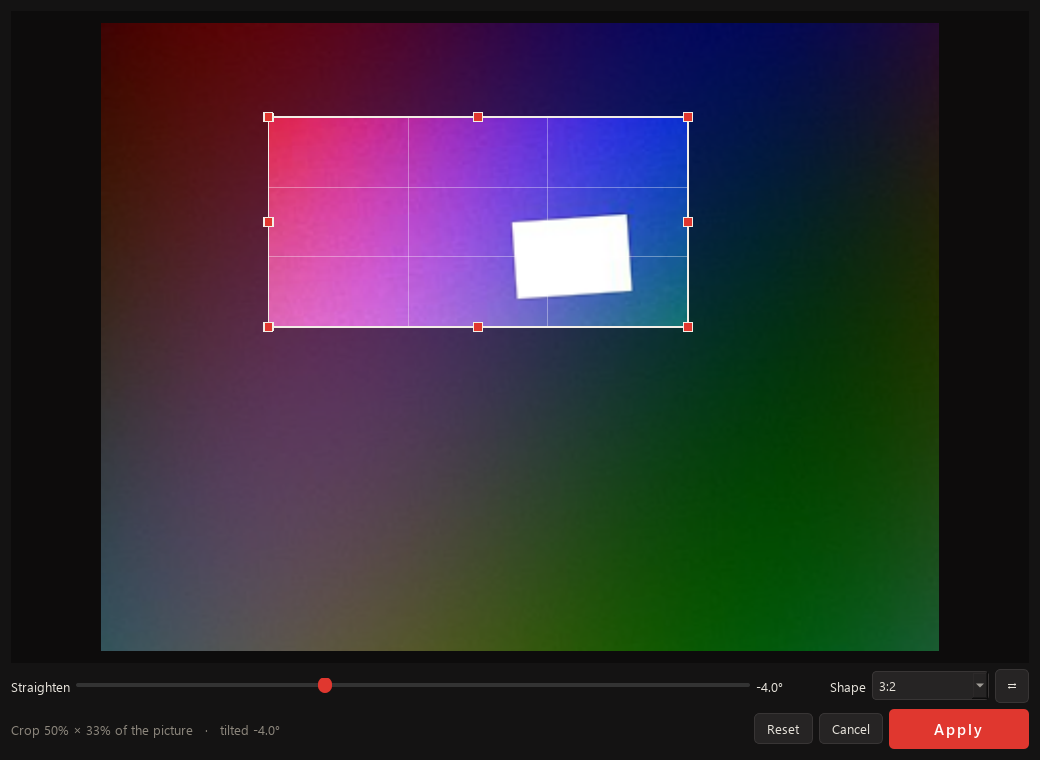 Straighten -4.0° Shape 3:2 ⇄
Crop 50% × 33% of the picture · tilted -4.0° Reset Cancel Apply